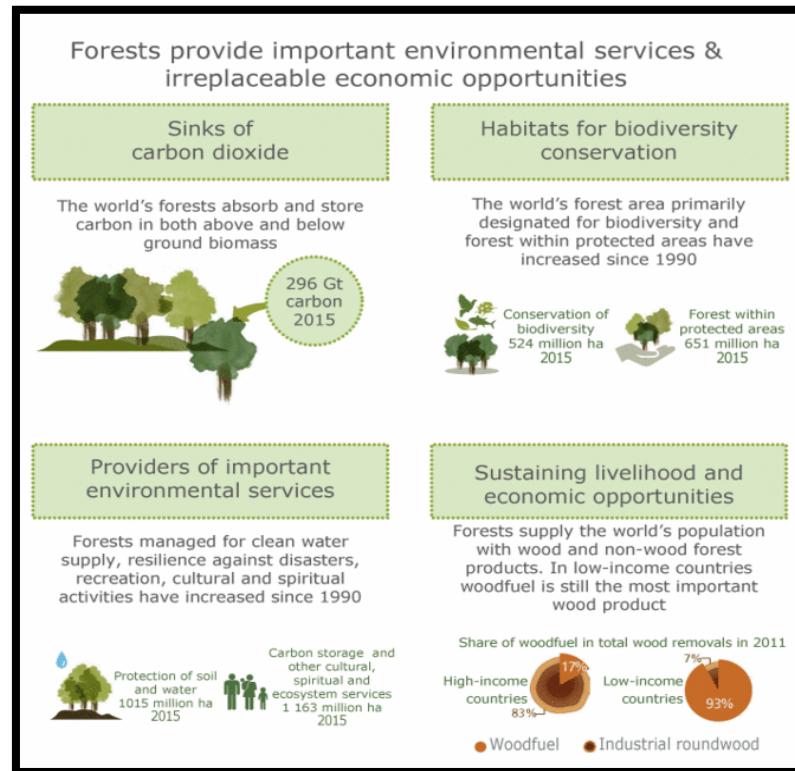 Forests provide important environmental services &
irreplaceable economic opportunities
Sinks of
carbon dioxide
The world's forests absorb and store
carbon in both above and below
ground biomass
296 Gt
carbon
2015
Habitats for biodiversity
conservation
The world's forest area primarily
designated for biodiversity and
forest within protected areas have
increased since 1990
Conservation of
biodiversity
524 million ha
2015
Forest within
protected areas
651 million ha
2015
Providers of important
environmental services
Forests managed for clean water
supply, resilience against disasters,
recreation, cultural and spiritual
activities have increased since 1990
Protection of soil
and water
1015 million ha
2015
Carbon storage and
other cultural,
spiritual and
ecosystem services
1 163 million ha
2015
Sustaining livelihood and
economic opportunities
Forests supply the world's population
with wood and non-wood forest
products. In low-income countries
woodfuel is still the most important
wood product
Share of woodfuel in total wood removals in 2011
High-income
countries
17%
83%
Low-income
countries
7%
93%
Woodfuel
Industrial roundwood